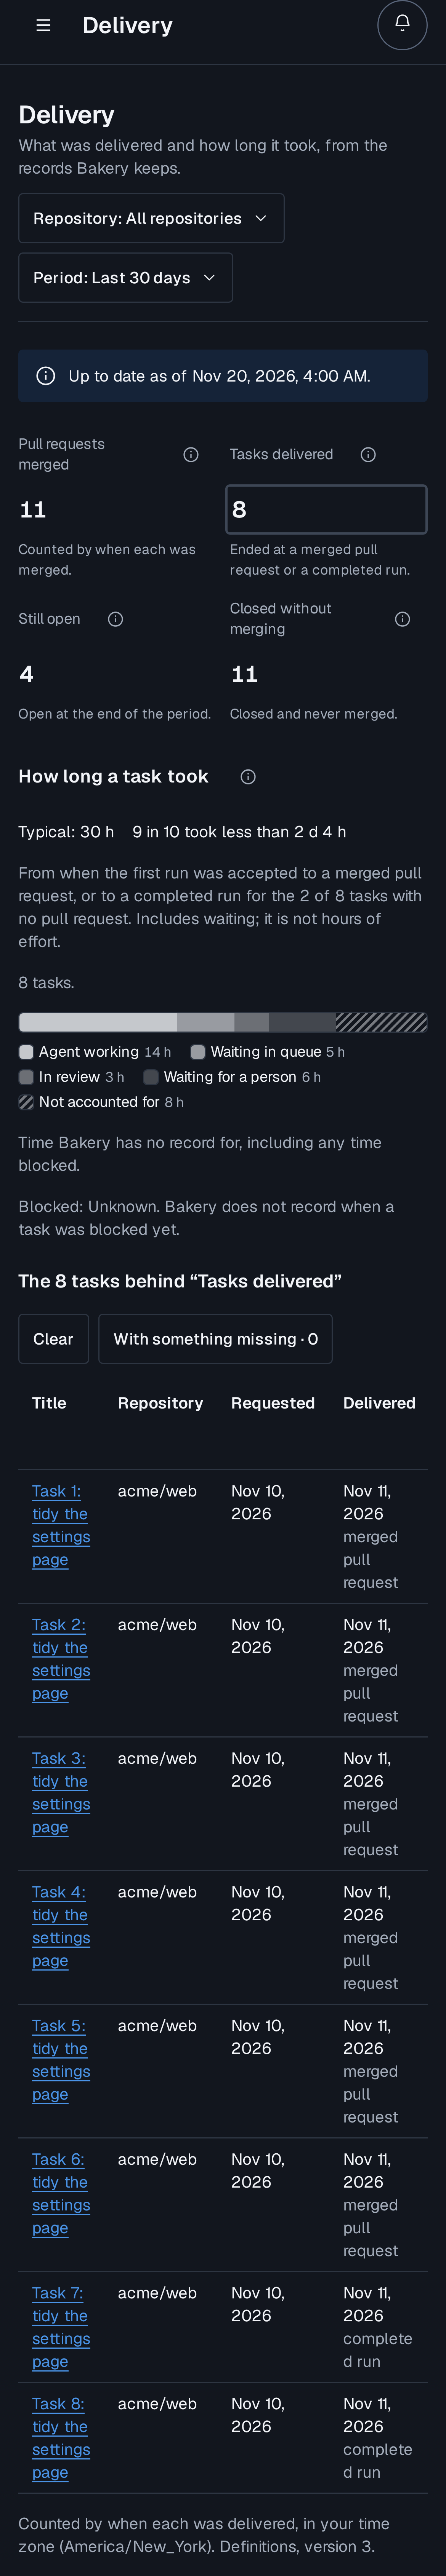 Delivery
Delivery
What was delivered and how long it took, from the
records Bakery keeps.
Repository: All repositories
Period: Last 30 days
Up to date as of Nov 20, 2026, 4:00 AM.
Pull requests
merged
Tasks delivered
11
8
Counted by when each was
merged.
Ended at a merged pull
request or a completed run.
Still open
Closed without
merging
4
11
Open at the end of the period.
Closed and never merged.
How long a task took
Typical: 30 h 9 in 10 took less than 2 d 4 h
From when the first run was accepted to a merged pull
request, or to a completed run for the 2 of 8 tasks with
no pull request. Includes waiting; it is not hours of
effort.
8 tasks.
Agent working 14 h Waiting in queue 5 h
In review 3 h Waiting for a person 6 h
Not accounted for 8 h
Time Bakery has no record for, including any time
blocked.
Blocked: Unknown. Bakery does not record when a
task was blocked yet.
The 8 tasks behind “Tasks delivered”
Clear With something missing · 0
Title Repository Requested Delivered
Task 1: acme/web Nov 10, Nov 11,
tidy the 2026 2026
settings merged
page pull
request
Task 2: acme/web Nov 10, Nov 11,
tidy the 2026 2026
settings merged
page pull
request
Task 3: acme/web Nov 10, Nov 11,
tidy the 2026 2026
settings merged
page pull
request
Task 4: acme/web Nov 10, Nov 11,
tidy the 2026 2026
settings merged
page pull
request
Task 5: acme/web Nov 10, Nov 11,
tidy the 2026 2026
settings merged
page pull
request
Task 6: acme/web Nov 10, Nov 11,
tidy the 2026 2026
settings merged
page pull
request
Task 7: acme/web Nov 10, Nov 11,
tidy the 2026 2026
settings complete
page d run
Task 8: acme/web Nov 10, Nov 11,
tidy the 2026 2026
settings complete
page d run
Counted by when each was delivered, in your time
zone (America/New_York). Definitions, version 3.